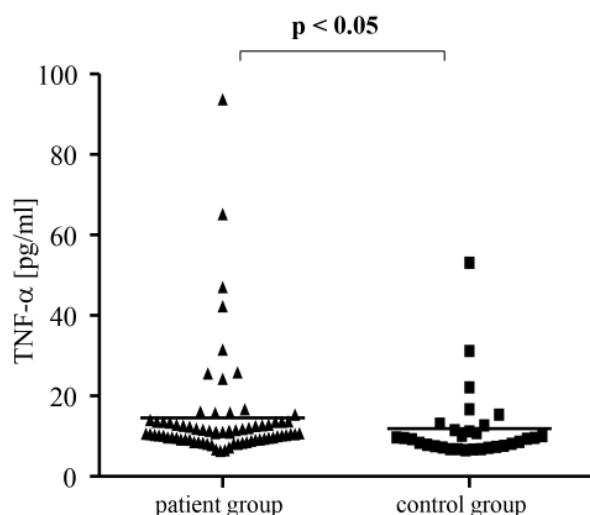 p < 0.05
TNF-α [pg/ml]
100
80
60
40
20
0
patient group
control group